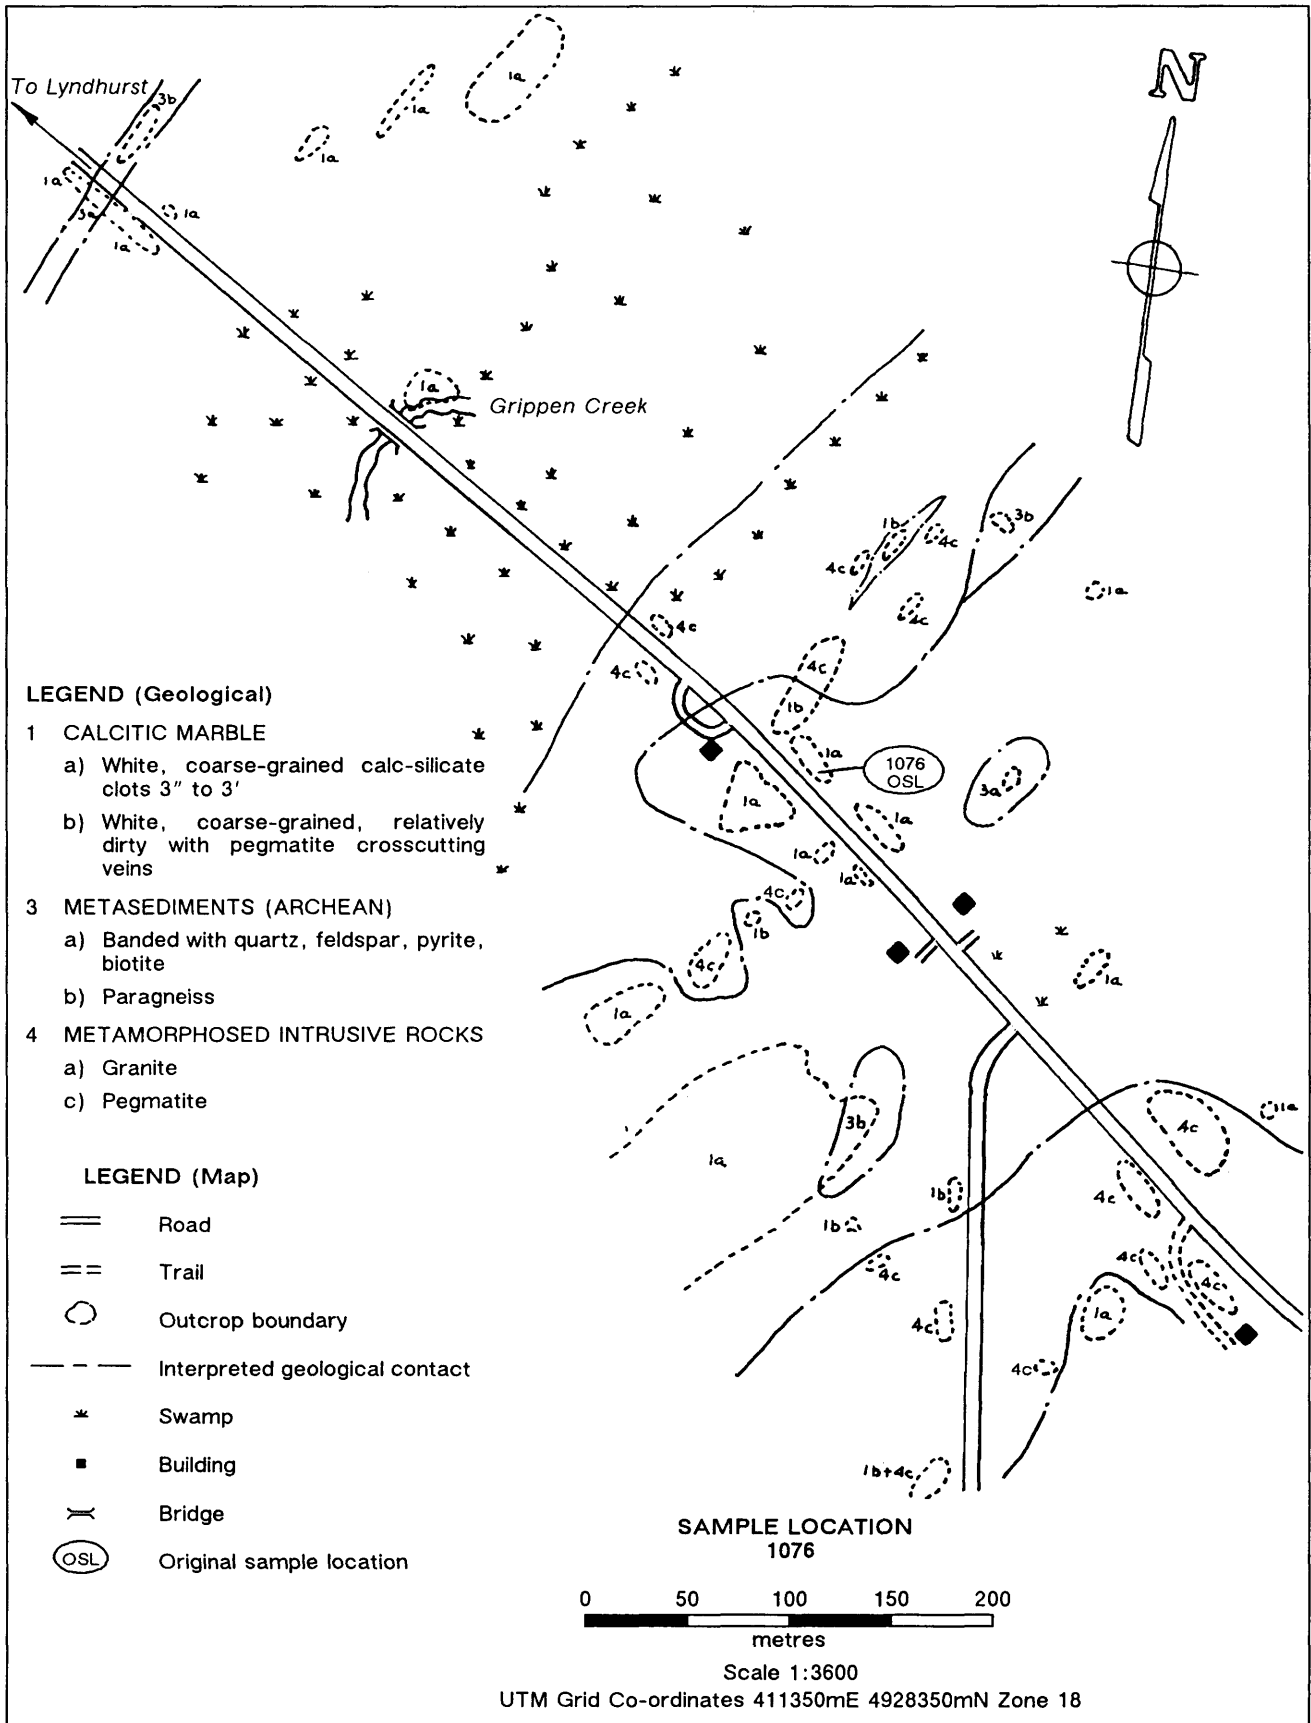 N
To Lyndhurst
3b
1a
1a
1a
1a
3a
1a
1a
1a
Grippen Creek
1b
4c
4c
3b
4c
1a
4c
4c
4c
1b
1a
1076
OSL
3a
1a
1a
1a
1a
4c
1b
4c
1a
1a
3b
1a
1b
1b
4c
4c
11a
4c
4c
4c
4c
1a
4c
1b+4c
LEGEND (Geological)
1 CALCITIC MARBLE
a) White, coarse-grained calc-silicate
clots 3" to 3'
b) White, coarse-grained, relatively
dirty with pegmatite crosscutting
veins
3 METASEDIMENTS (ARCHEAN)
a) Banded with quartz, feldspar, pyrite,
biotite
b) Paragneiss
4 METAMORPHOSED INTRUSIVE ROCKS
a) Granite
c) Pegmatite
LEGEND (Map)
Road
Trail
Outcrop boundary
Interpreted geological contact
Swamp
Building
Bridge
OSL Original sample location
SAMPLE LOCATION
1076
0 50 100 150 200
metres
Scale 1:3600
UTM Grid Co-ordinates 411350mE 4928350mN Zone 18